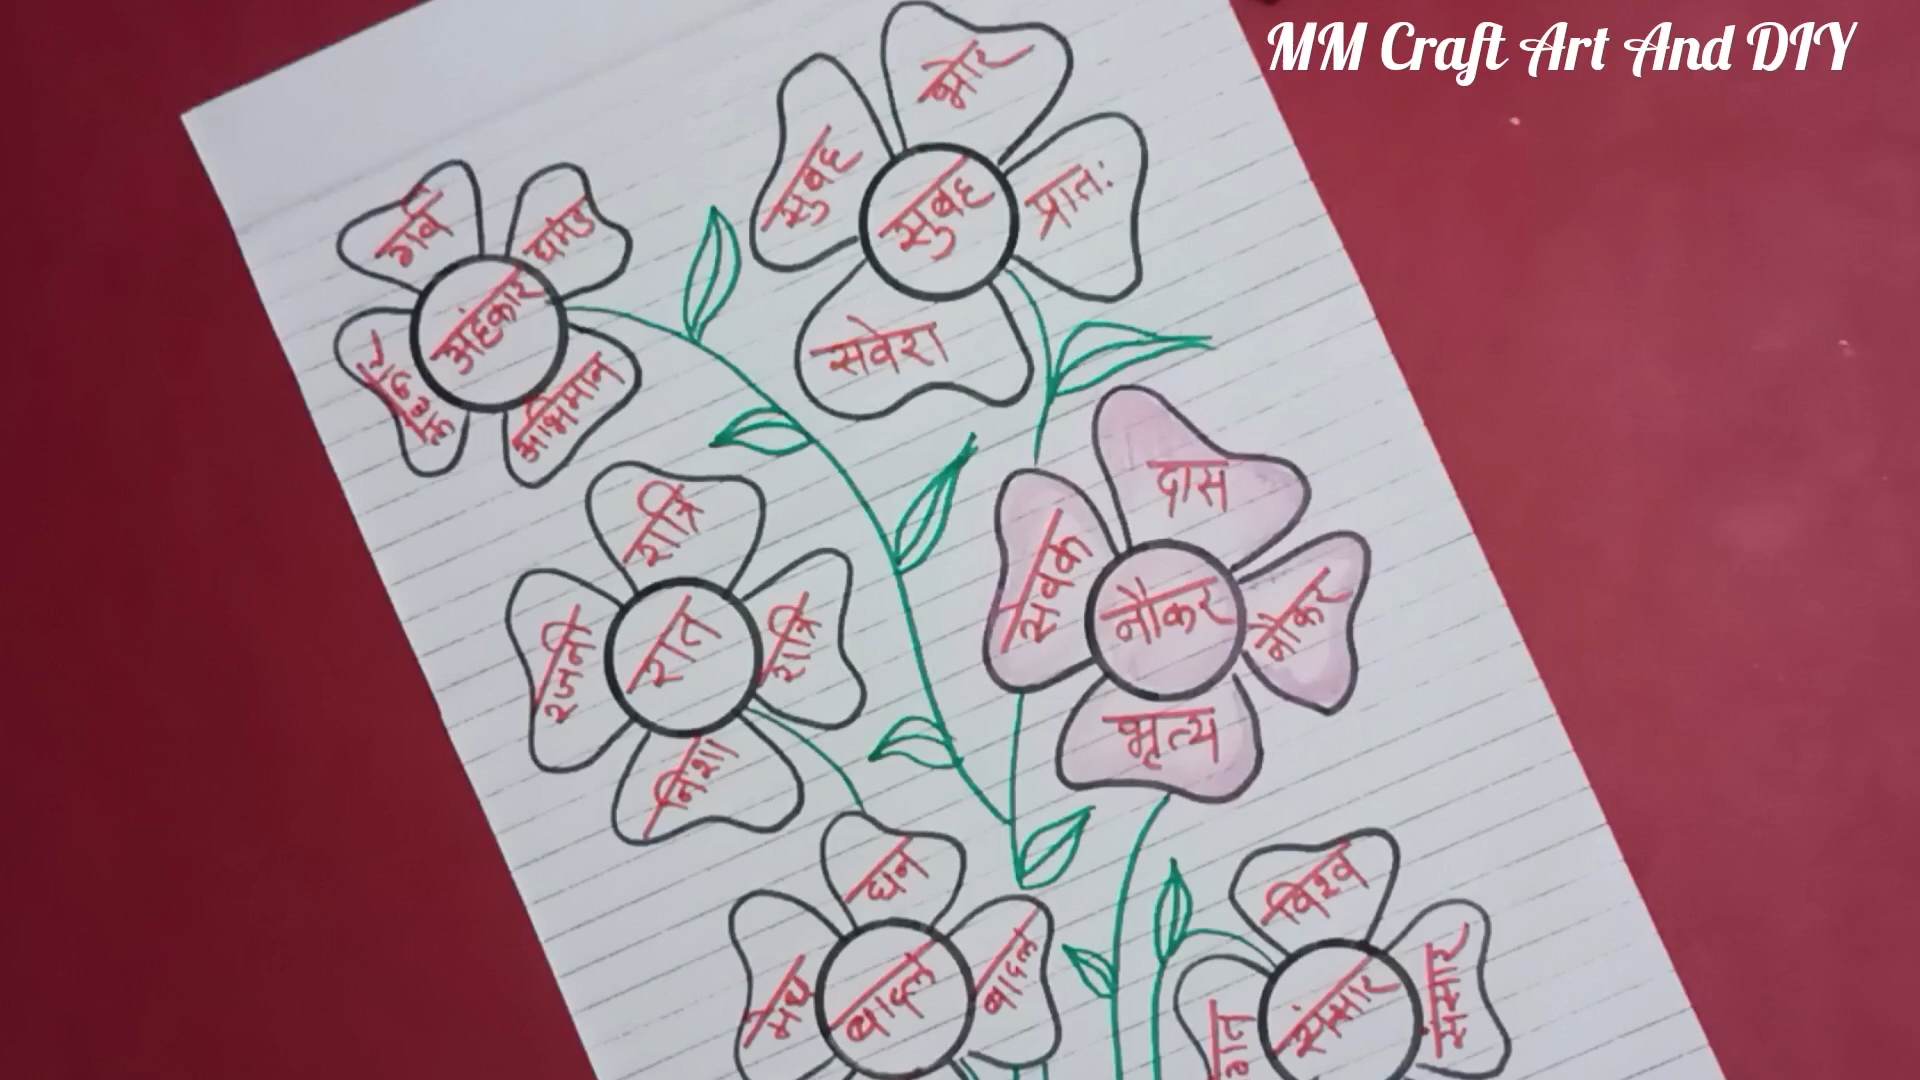 MM Craft Art And DIY
भोर
सुबह
सुबह
प्रातः
सवेरा
गर्व
घमंड
अहंकार
अभिमान
दास
सेवक
नौकर
नौकर
भृत्य
रात्रि
रजनी
रात
रात्रि
निशा
घन
मेघ
बादल
बादल
विश्व
संसार
संसार